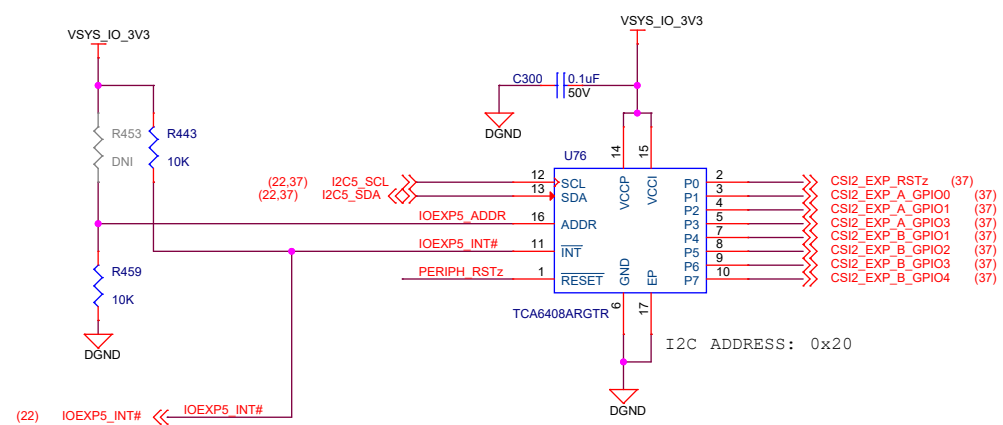 VSYS_IO_3V3
VSYS_IO_3V3
C300
0.1uF
50V
DGND
R453
DNI
R443
10K
U76
14
15
VCCP
VCCI
(22,37) I2C5_SCL 12 SCL
(22,37) I2C5_SDA 13 SDA
IOEXP5_ADDR 16 ADDR
IOEXP5_INT# 11 INT
PERIPH_RSTz 1 RESET
P0 2 CSI2_EXP_RSTz (37)
P1 3 CSI2_EXP_A_GPIO0 (37)
P2 4 CSI2_EXP_A_GPIO1 (37)
P3 5 CSI2_EXP_A_GPIO3 (37)
P4 7 CSI2_EXP_B_GPIO1 (37)
P5 8 CSI2_EXP_B_GPIO2 (37)
P6 9 CSI2_EXP_B_GPIO3 (37)
P7 10 CSI2_EXP_B_GPIO4 (37)
GND
EP
6
17
R459
10K
DGND
TCA6408ARGTR
I2C ADDRESS: 0x20
DGND
(22) IOEXP5_INT# IOEXP5_INT#